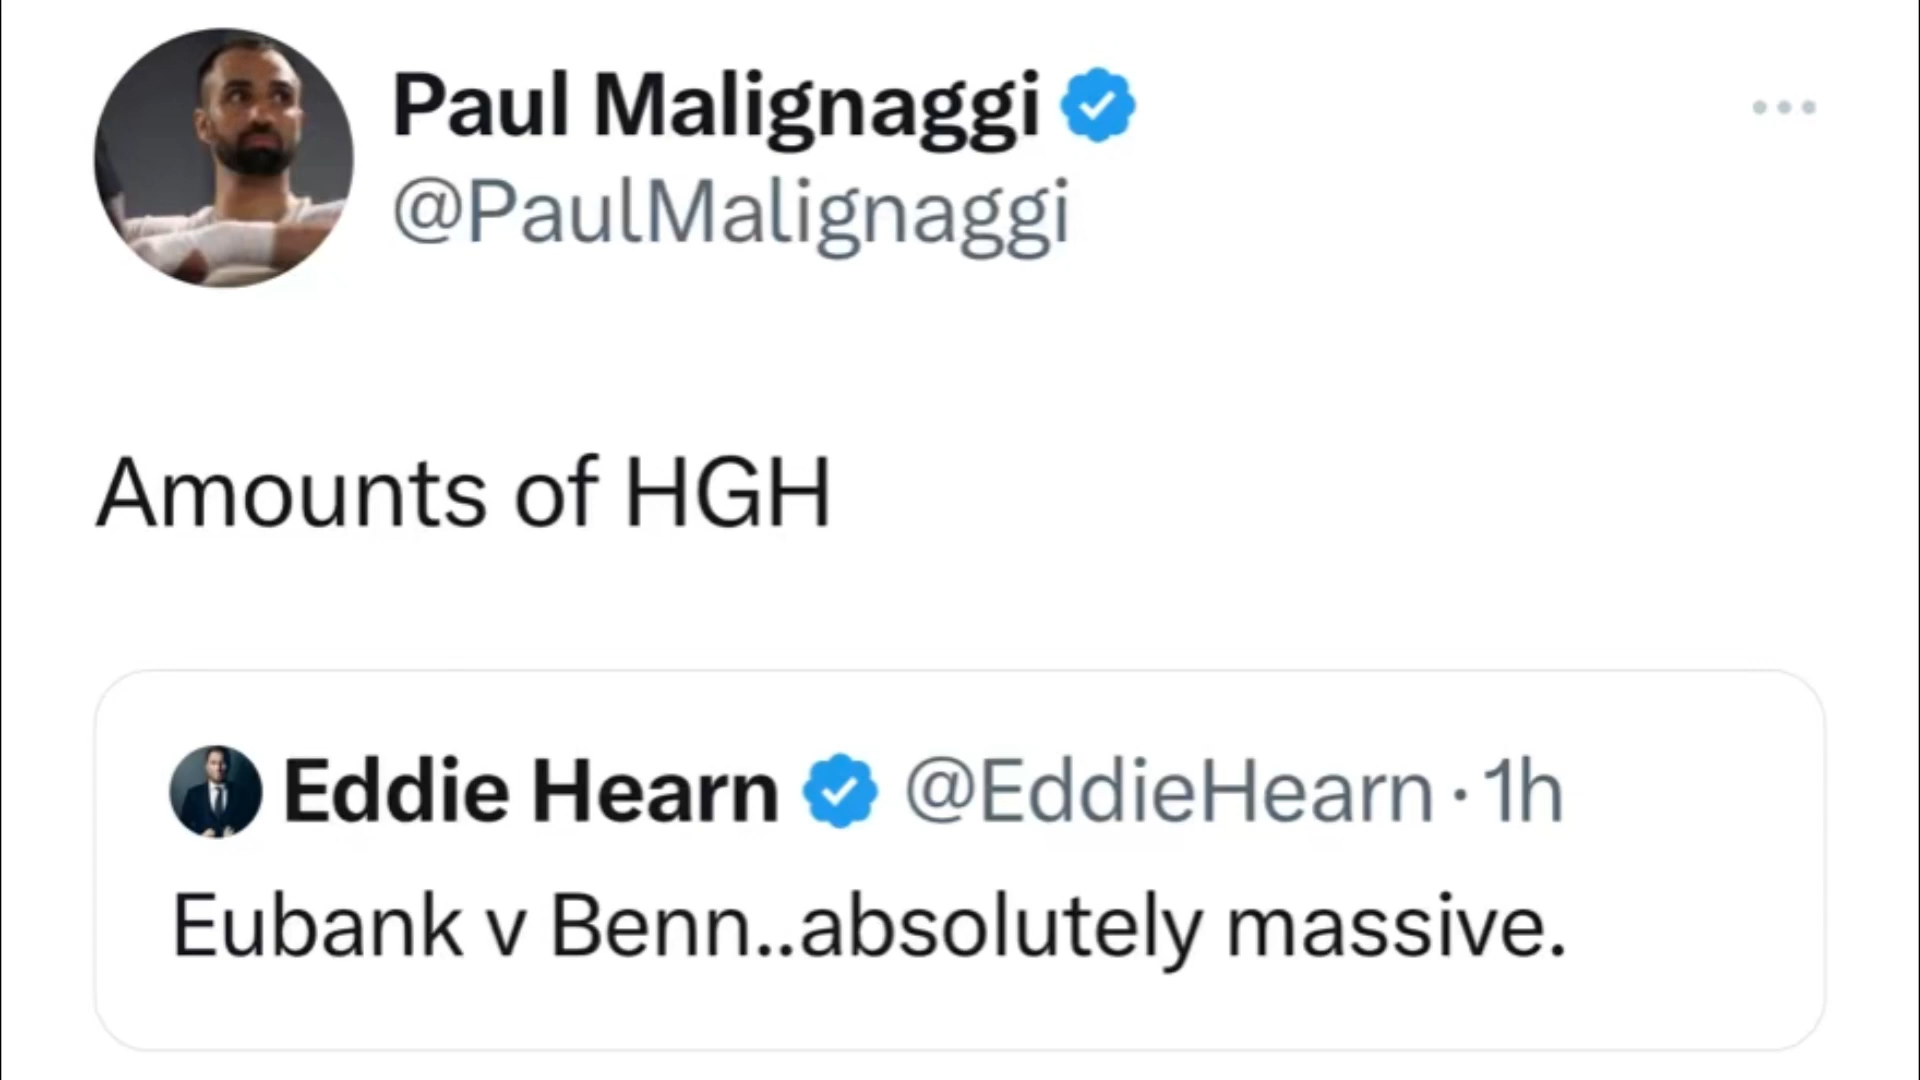 Paul Malignaggi
@PaulMalignaggi
Amounts of HGH
Eddie Hearn @EddieHearn · 1h
Eubank v Benn..absolutely massive.